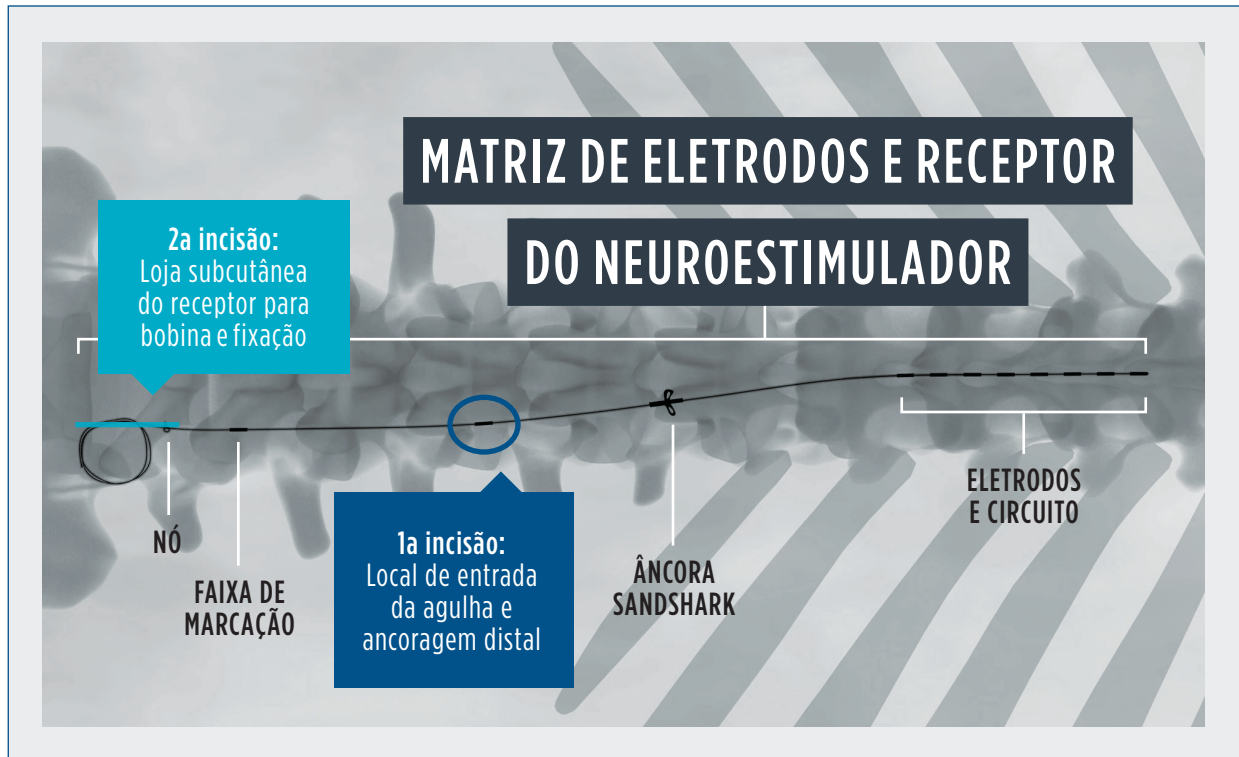 MATRIZ DE ELETRODOS E RECEPTOR
DO NEUROESTIMULADOR
2a incisão:
Loja subcutânea
do receptor para
bobina e fixação
NÓ
FAIXA DE
MARCAÇÃO
1a incisão:
Local de entrada
da agulha e
ancoragem distal
ÂNCORA
SANDSHARK
ELETRODOS
E CIRCUITO